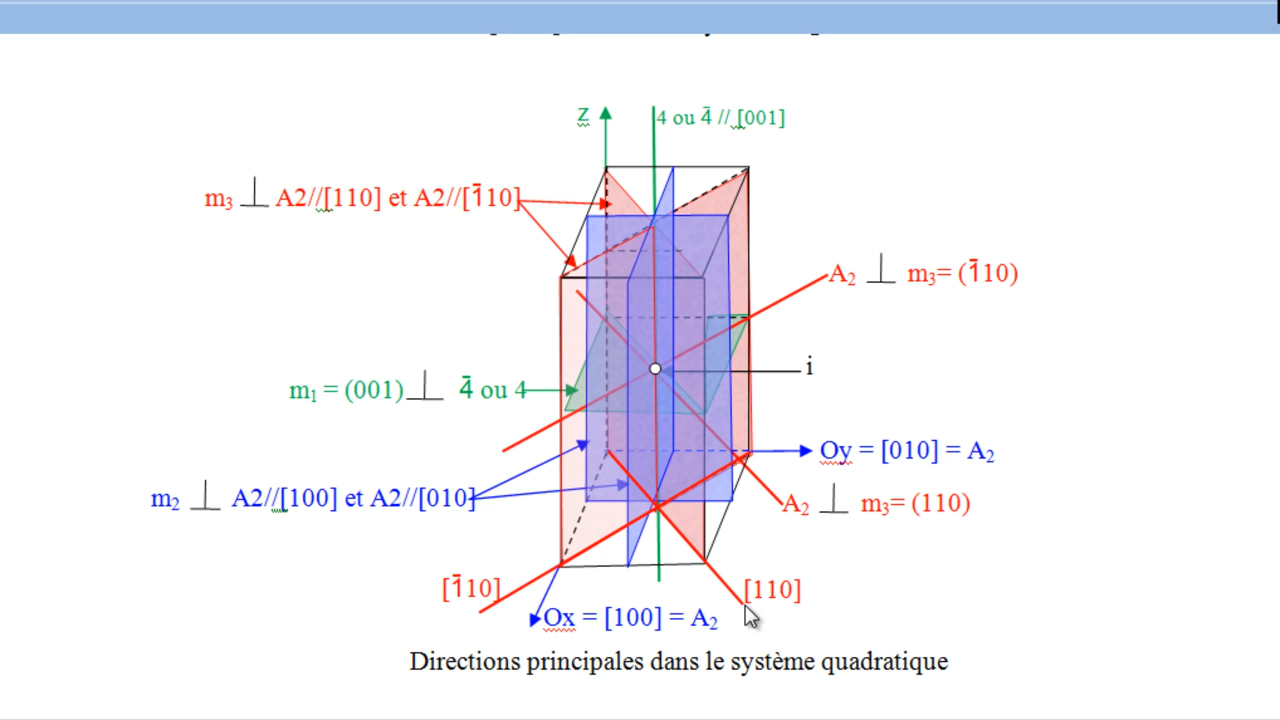 z
4 ou 4̄ // [001]
m₃ ⊥ A2//[110] et A2//[1̄10]
A₂ ⊥ m₃= (1̄10)
i
m₁ = (001) ⊥ 4̄ ou 4
Oy = [010] = A₂
m₂ ⊥ A2//[100] et A2//[010]
A₂ ⊥ m₃= (110)
[1̄10]
[110]
Ox = [100] = A₂
Directions principales dans le système quadratique